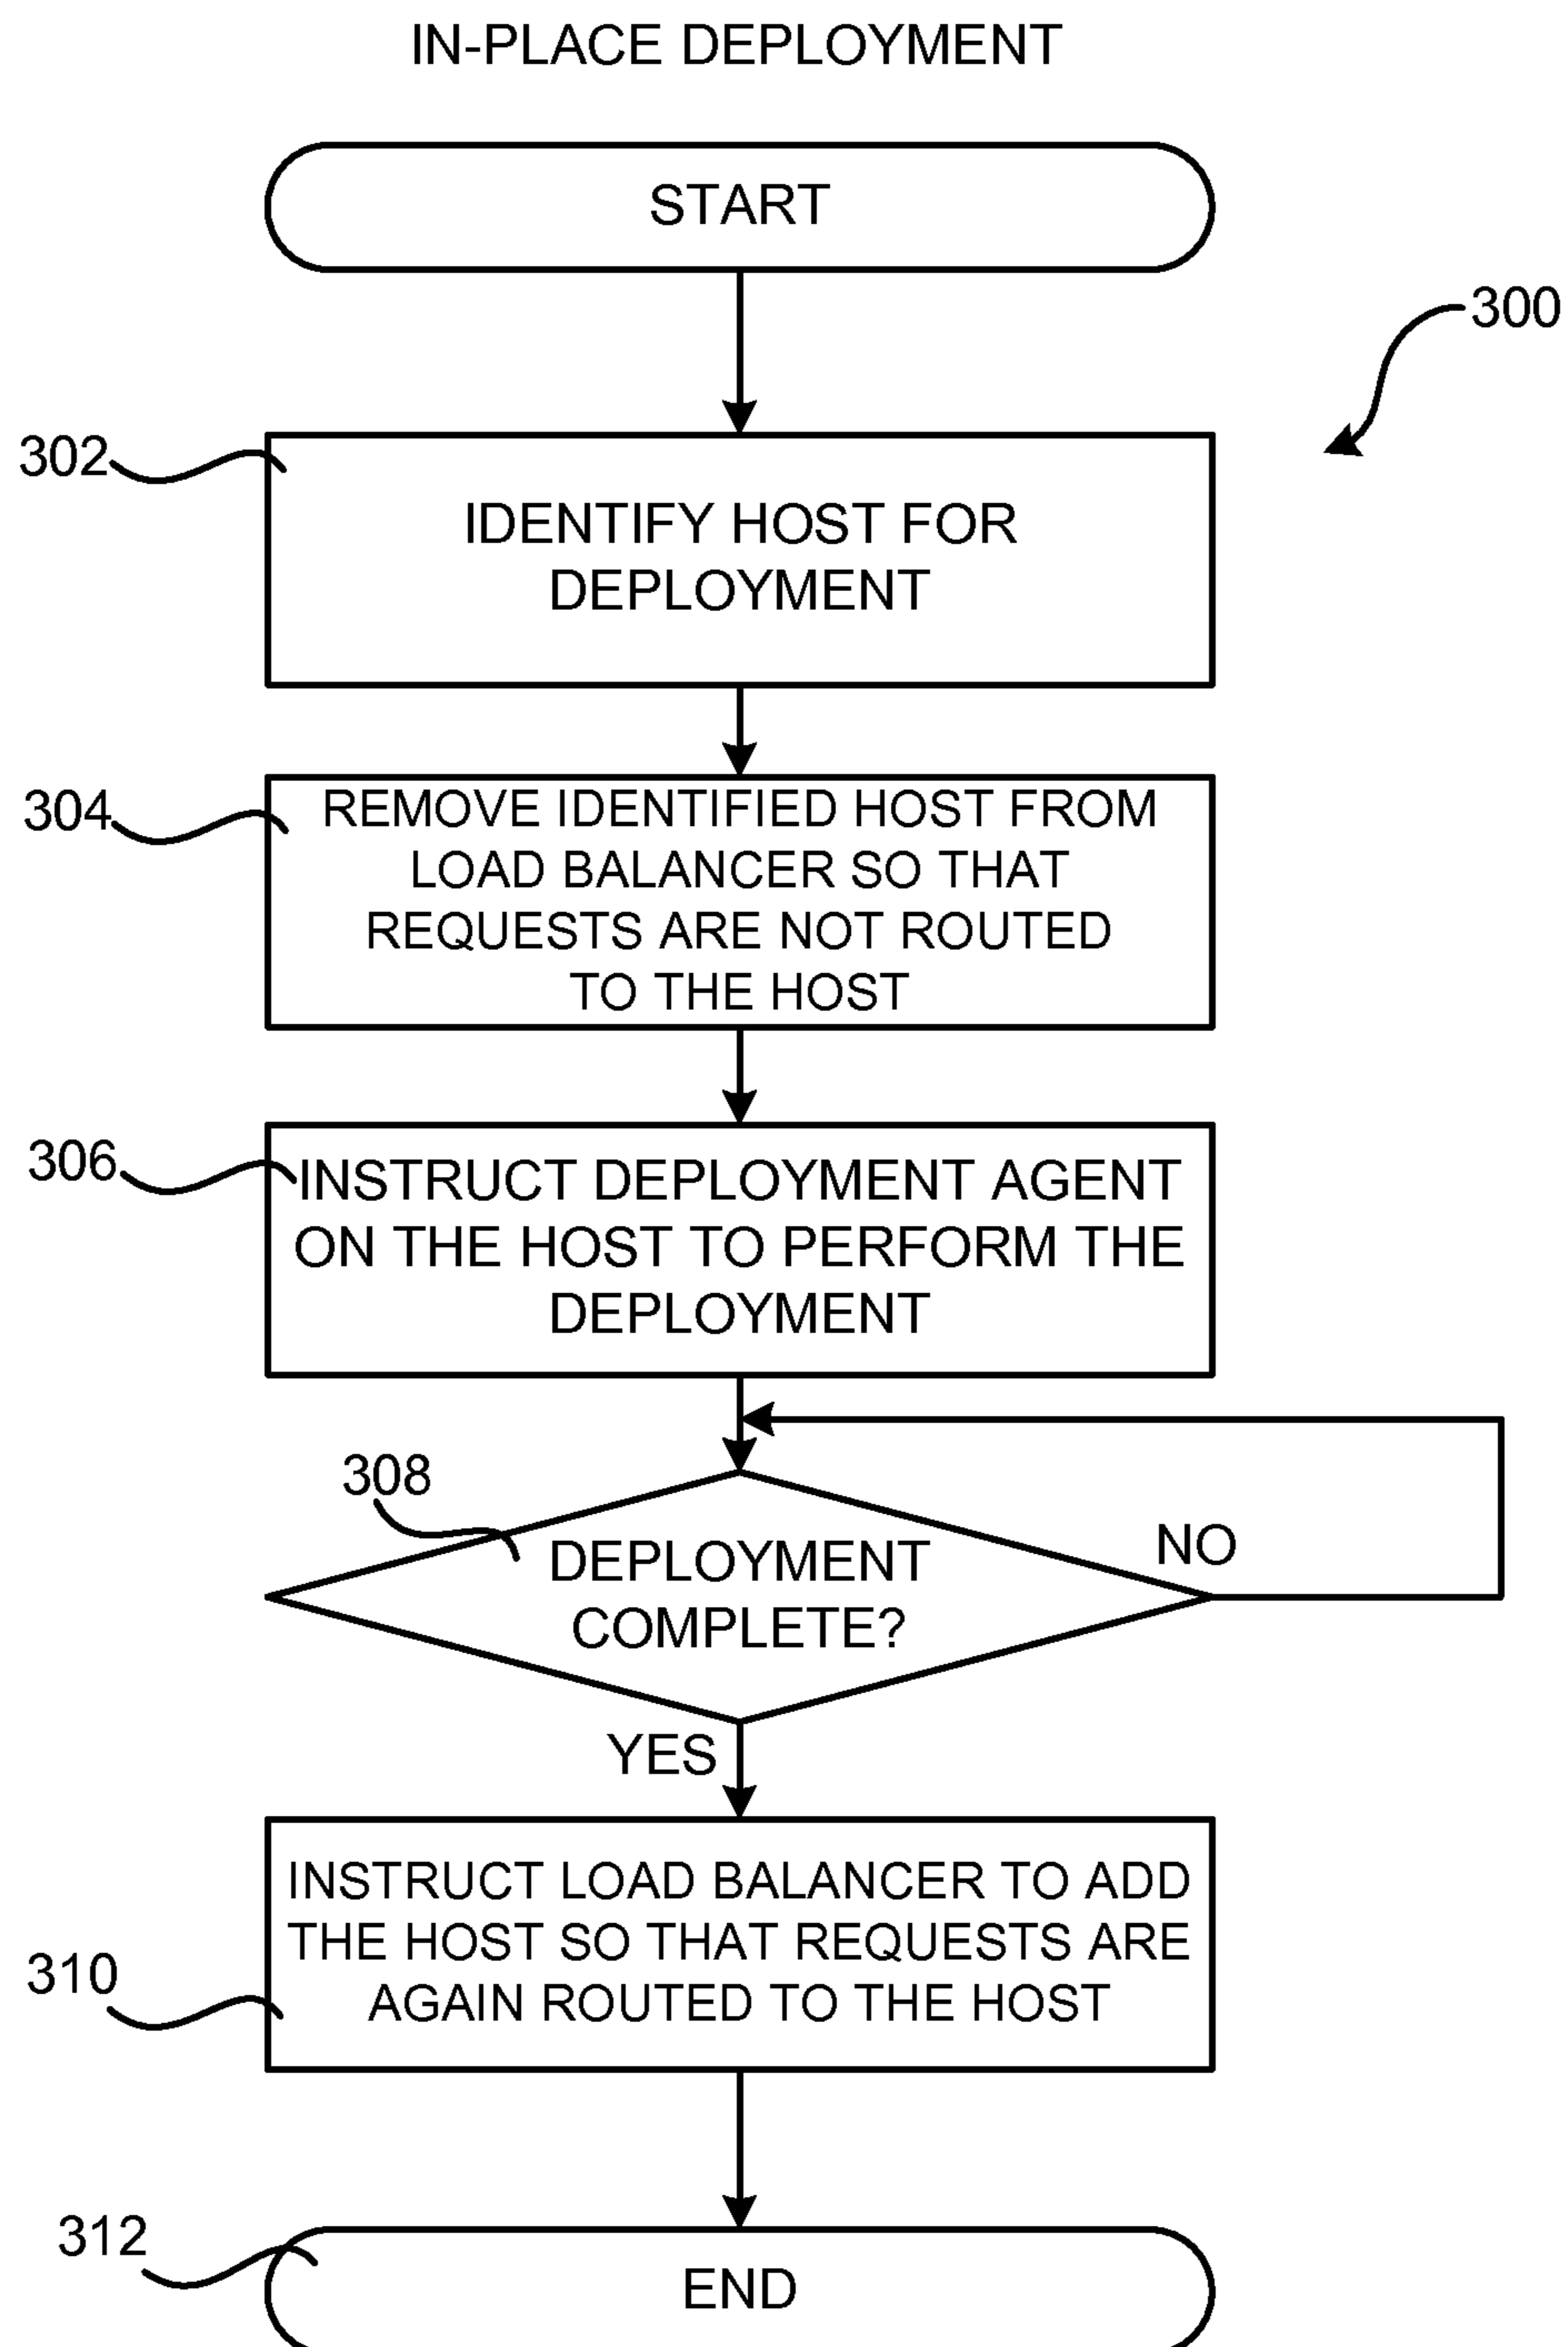 IN-PLACE DEPLOYMENT
START
300
302
IDENTIFY HOST FOR
DEPLOYMENT
304
REMOVE IDENTIFIED HOST FROM
LOAD BALANCER SO THAT
REQUESTS ARE NOT ROUTED
TO THE HOST
306
INSTRUCT DEPLOYMENT AGENT
ON THE HOST TO PERFORM THE
DEPLOYMENT
308
DEPLOYMENT
COMPLETE?
NO
YES
INSTRUCT LOAD BALANCER TO ADD
THE HOST SO THAT REQUESTS ARE
AGAIN ROUTED TO THE HOST
310
312
END